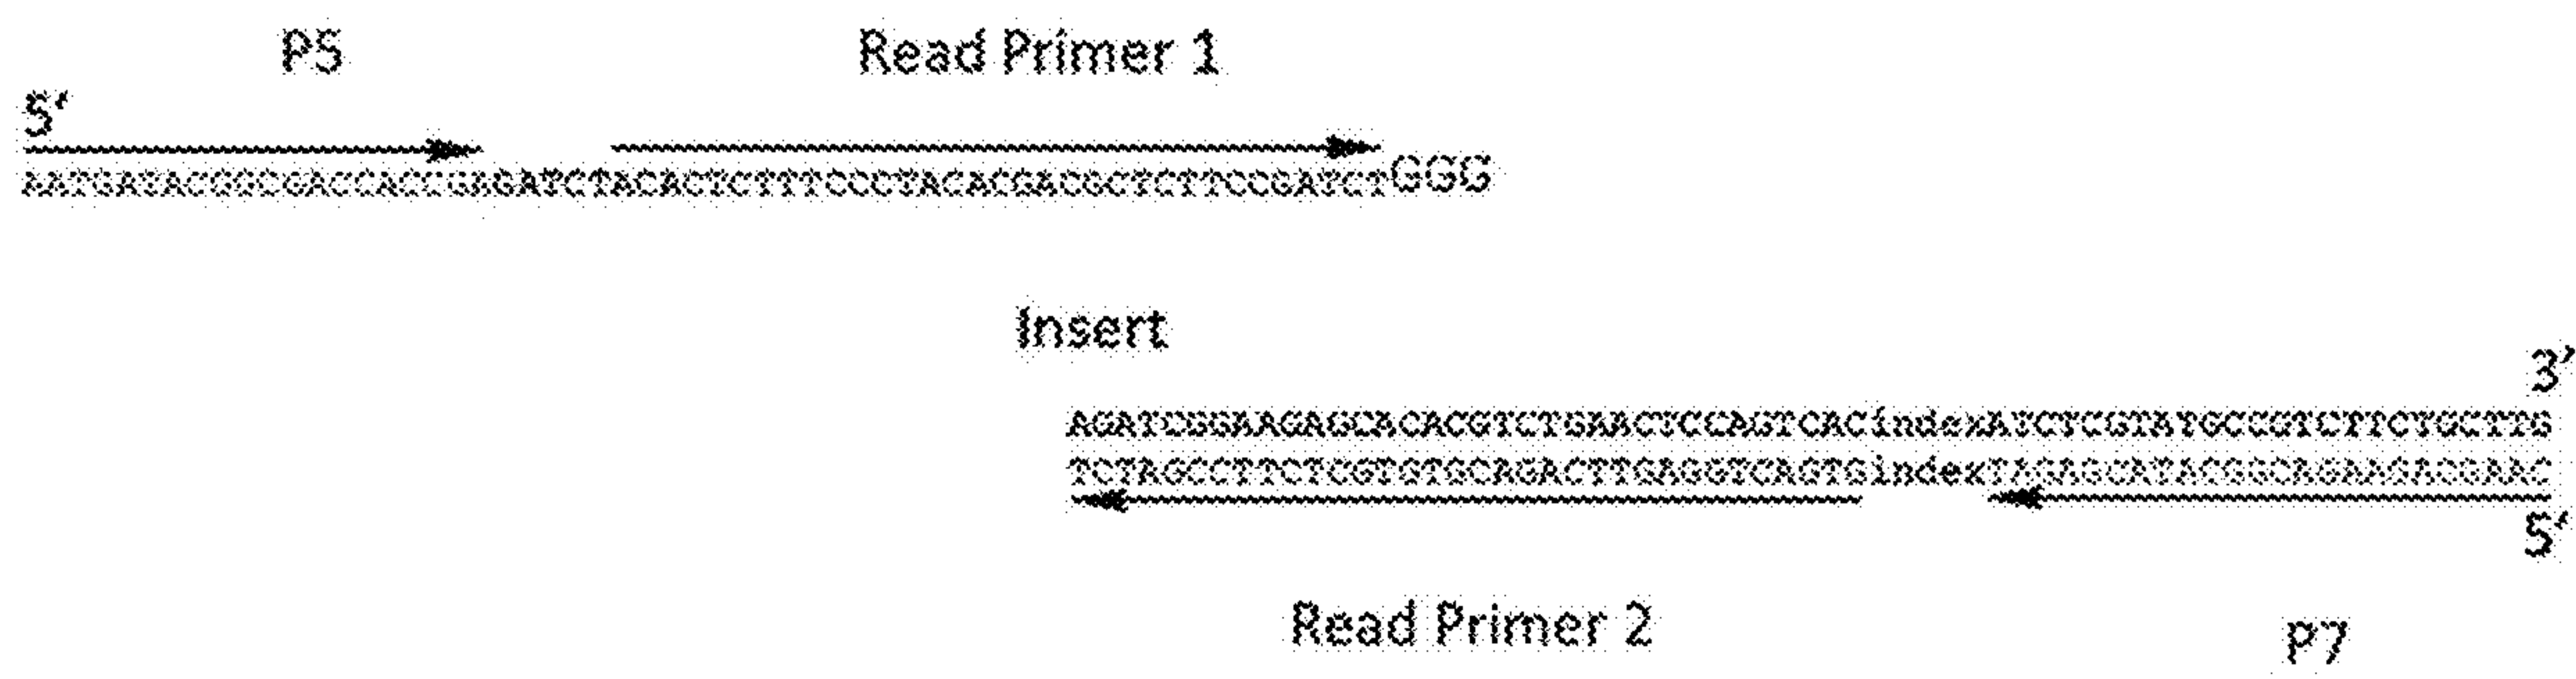 P5
Read Primer 1
5'
AATGATACGGCGACCACCGAGATCTACACTCTTTCCCTACACGACGCTCTTCCGATCTGGG
Insert
3'
AGATCGGAAGAGCACACGTCTGAACTCCAGTCACindexATCTCGTATGCCGTCTTCTGCTTG
TCTAGCCTTCTCGTGTGCAGACTTGAGGTCAGTGindexTAGAGCATACGGCAGAAGACGAAC
5'
Read Primer 2
P7